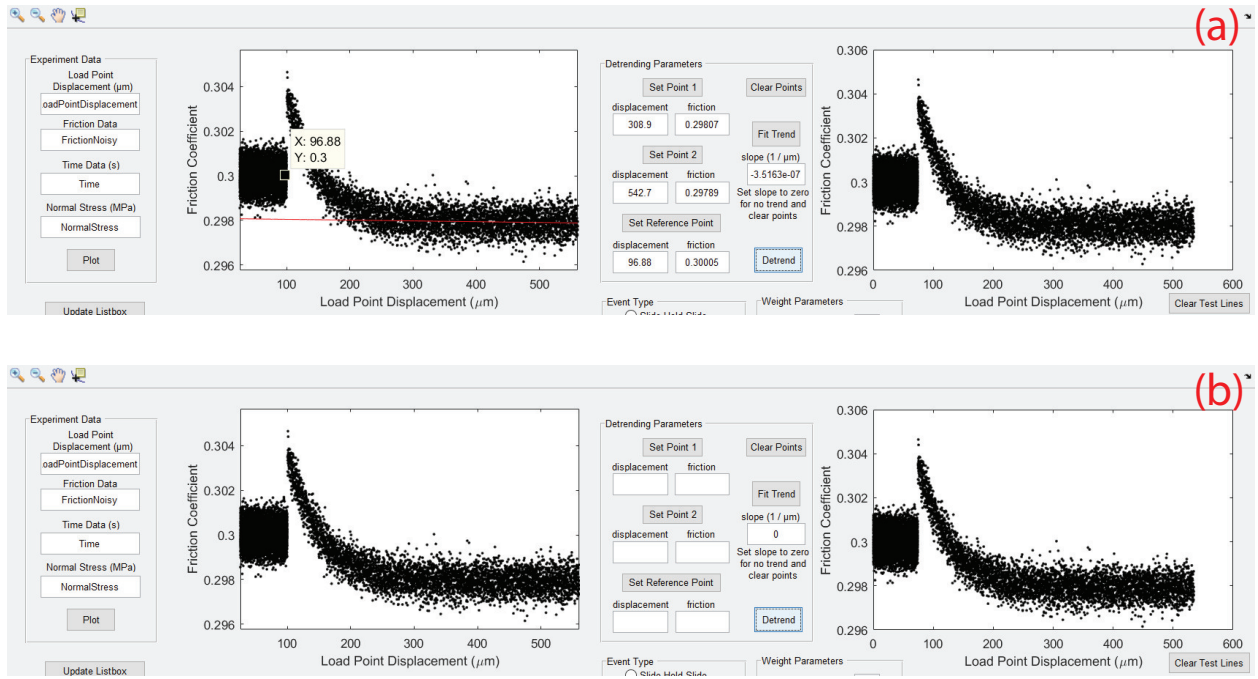 (a)
Experiment Data
Load Point
Displacement (µm)
oadPointDisplacement
Friction Data
FrictionNoisy
Time Data (s)
Time
Normal Stress (MPa)
NormalStress
Plot
Update Listbox
Friction Coefficient
0.304
0.302
0.3
0.298
0.296
X: 96.88
Y: 0.3
100 200 300 400 500
Load Point Displacement (µm)
Detrending Parameters
Set Point 1 Clear Points
displacement friction
308.9 0.29807
Fit Trend
Set Point 2 slope (1 / µm)
displacement friction -3.5163e-07
542.7 0.29789 Set slope to zero
for no trend and
Set Reference Point clear points
displacement friction
96.88 0.30005 Detrend
Event Type Weight Parameters
Slide Hold Slide
Friction Coefficient
0.306
0.304
0.302
0.3
0.298
0.296
0 100 200 300 400 500 600
Load Point Displacement (µm)
Clear Test Lines
(b)
Experiment Data
Load Point
Displacement (µm)
oadPointDisplacement
Friction Data
FrictionNoisy
Time Data (s)
Time
Normal Stress (MPa)
NormalStress
Plot
Update Listbox
Friction Coefficient
0.304
0.302
0.3
0.298
0.296
100 200 300 400 500
Load Point Displacement (µm)
Detrending Parameters
Set Point 1 Clear Points
displacement friction
Fit Trend
Set Point 2 slope (1 / µm)
displacement friction 0
Set slope to zero
for no trend and
Set Reference Point clear points
displacement friction
Detrend
Event Type Weight Parameters
Slide Hold Slide
Friction Coefficient
0.306
0.304
0.302
0.3
0.298
0.296
0 100 200 300 400 500 600
Load Point Displacement (µm)
Clear Test Lines